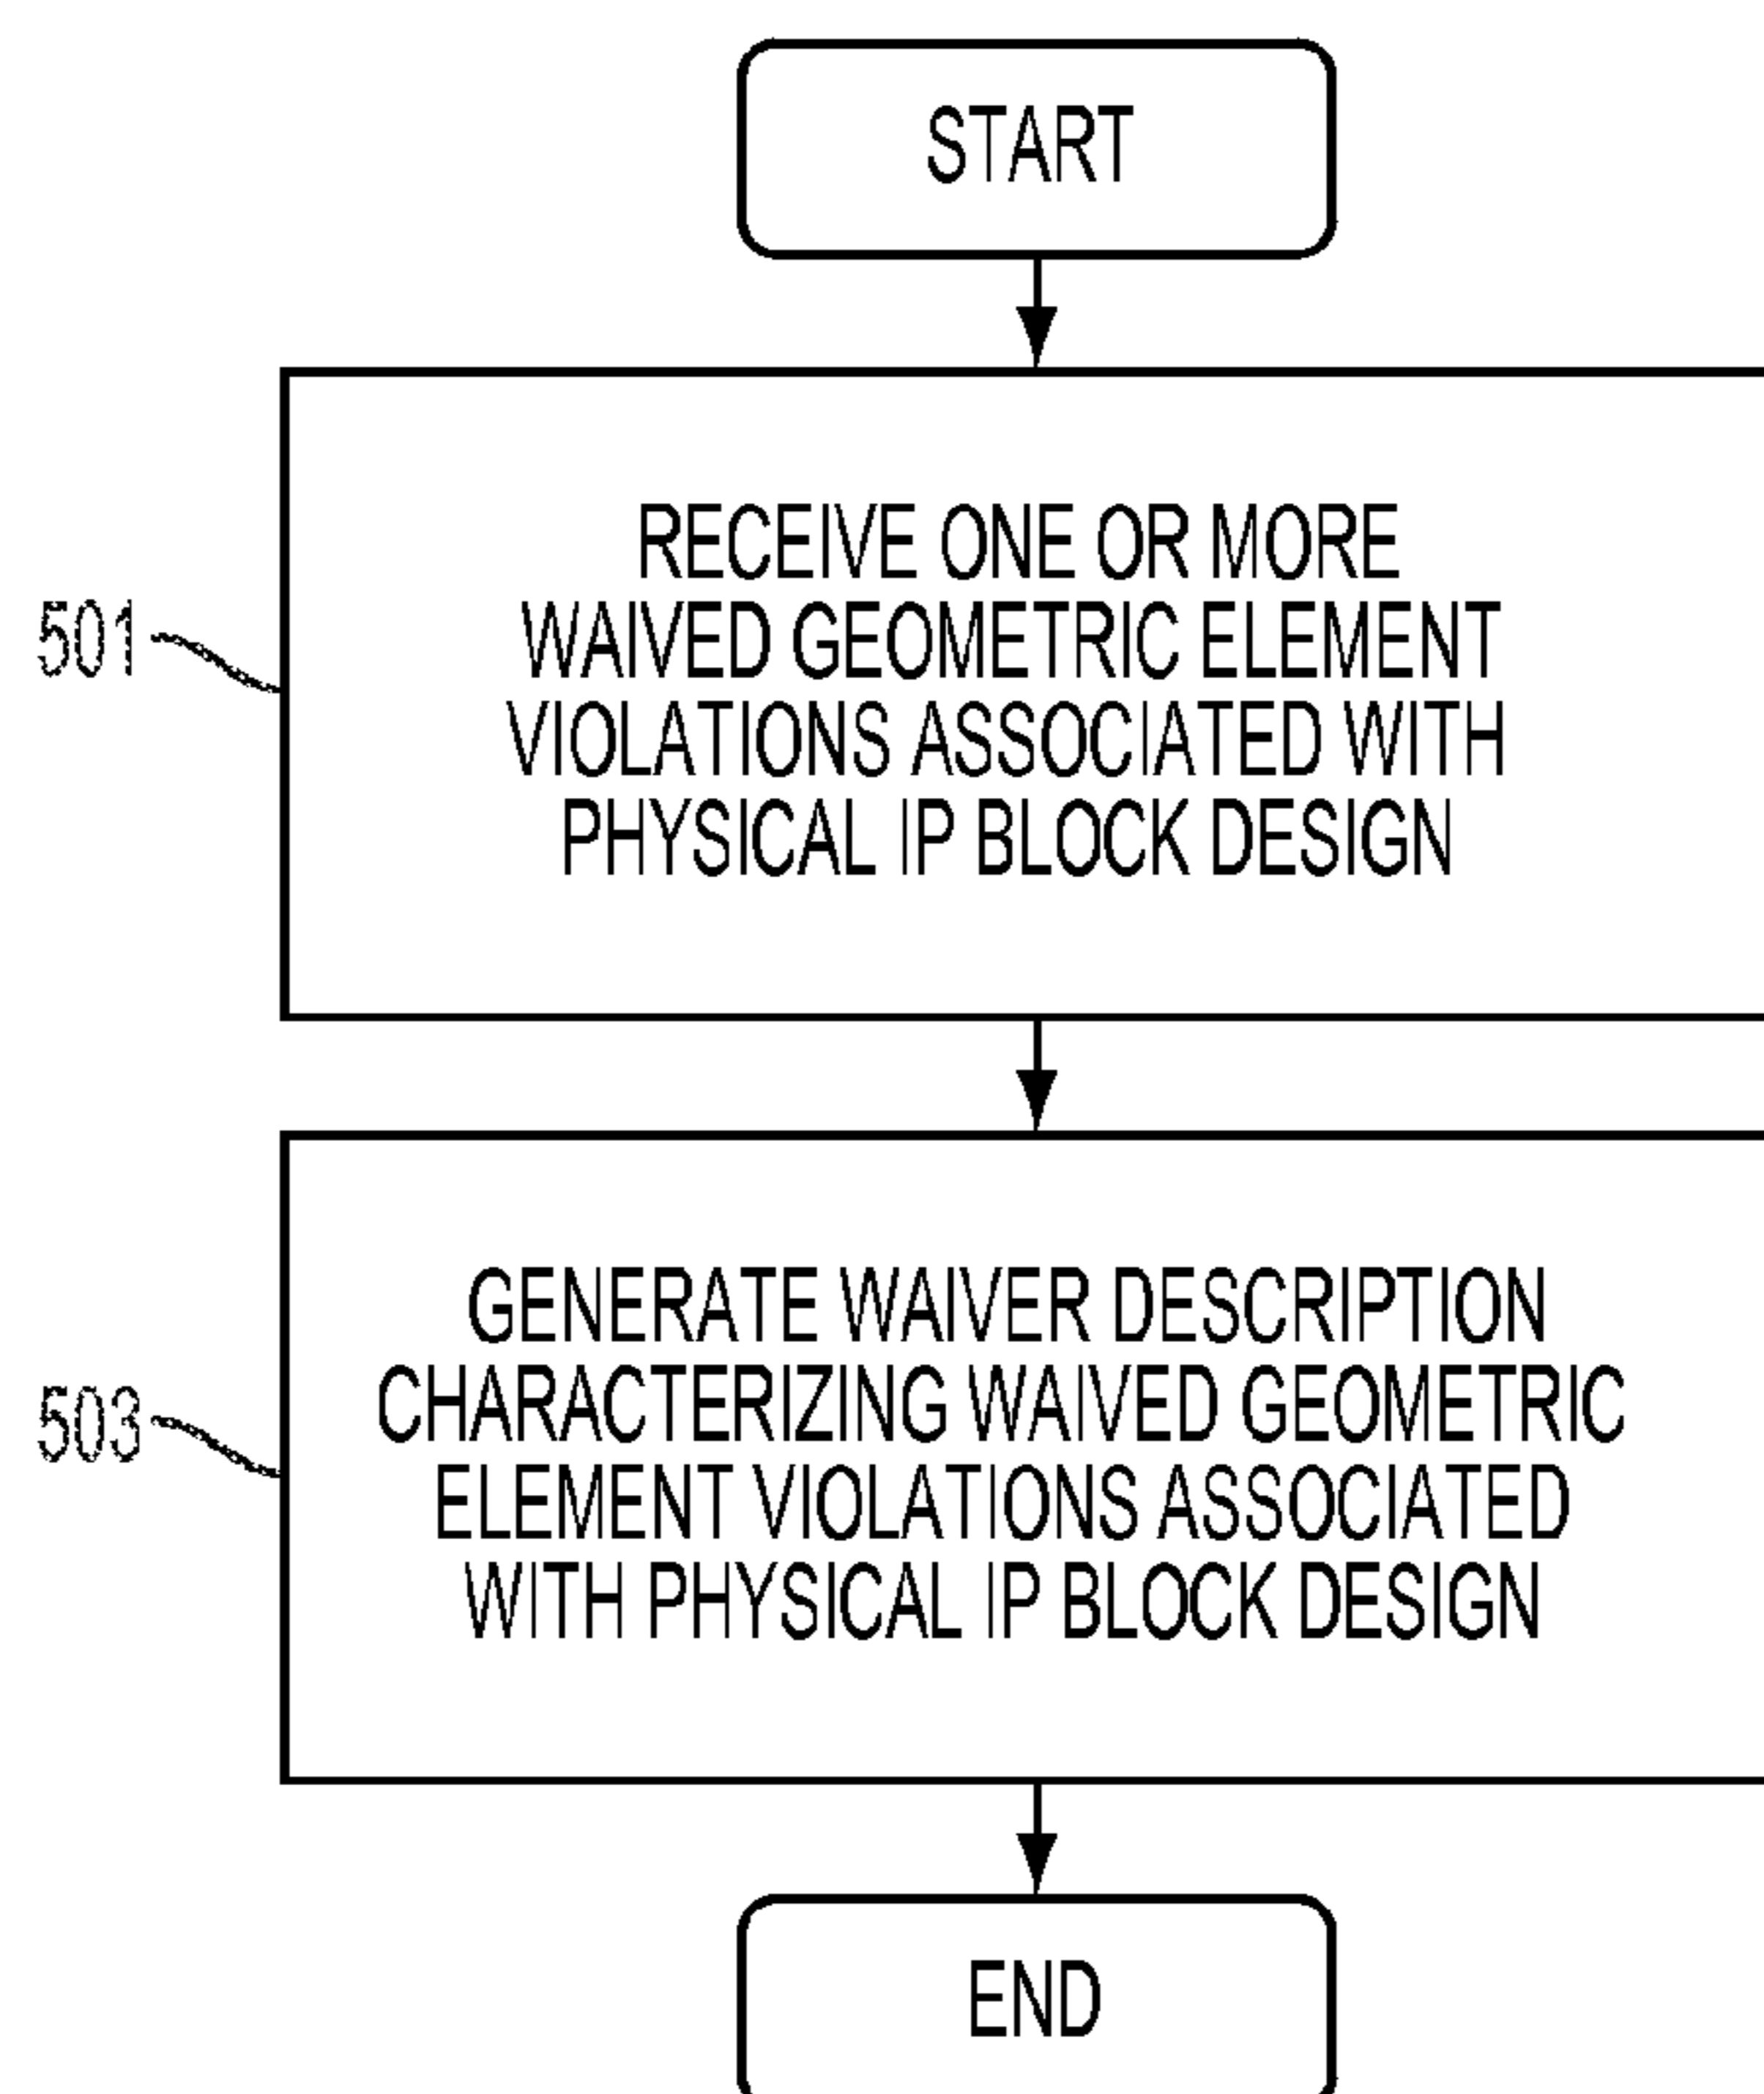 START
RECEIVE ONE OR MORE
WAIVED GEOMETRIC ELEMENT
VIOLATIONS ASSOCIATED WITH
PHYSICAL IP BLOCK DESIGN
501
GENERATE WAIVER DESCRIPTION
CHARACTERIZING WAIVED GEOMETRIC
ELEMENT VIOLATIONS ASSOCIATED
WITH PHYSICAL IP BLOCK DESIGN
503
END